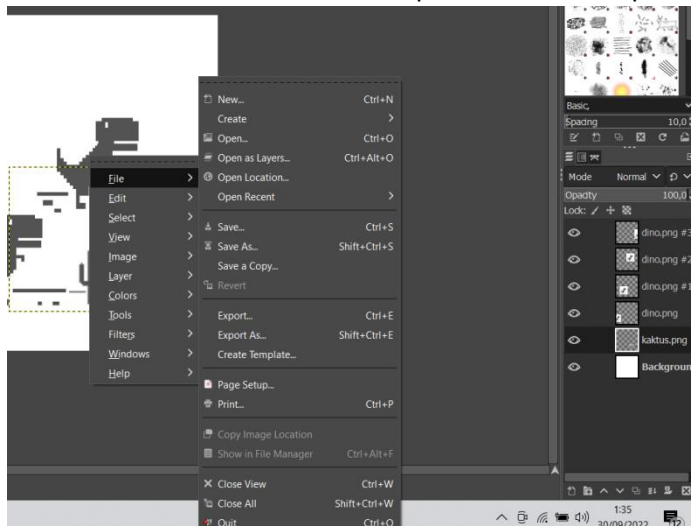 File
Edit
Select
View
Image
Layer
Colors
Tools
Filters
Windows
Help
New... Ctrl+N
Create
Open... Ctrl+O
Open as Layers... Ctrl+Alt+O
Open Location...
Open Recent
Save... Ctrl+S
Save As... Shift+Ctrl+S
Save a Copy...
Revert
Export... Ctrl+E
Export As... Shift+Ctrl+E
Create Template...
Page Setup...
Print... Ctrl+P
Copy Image Location
Show in File Manager Ctrl+Alt+F
Close View Ctrl+W
Close All Shift+Ctrl+W
Quit Ctrl+Q
Basic,
Spacing 10,0
Mode Normal
Opacity 100,0
Lock:
dino.png #3
dino.png #2
dino.png #1
dino.png
kaktus.png
Backgroun
1:35
30/09/2022